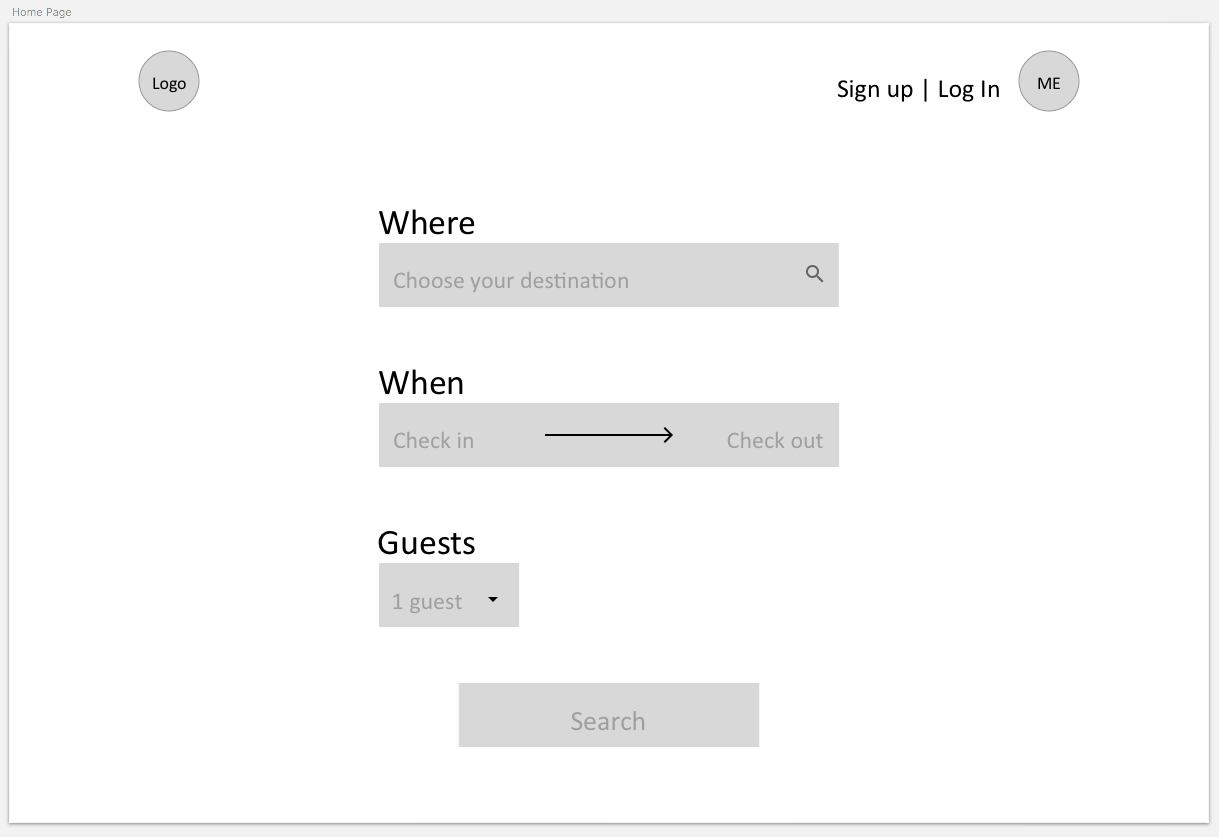 Home Page
Logo
Sign up | Log In
ME
Where
Choose your destination
When
Check in
Check out
Guests
1 guest
Search